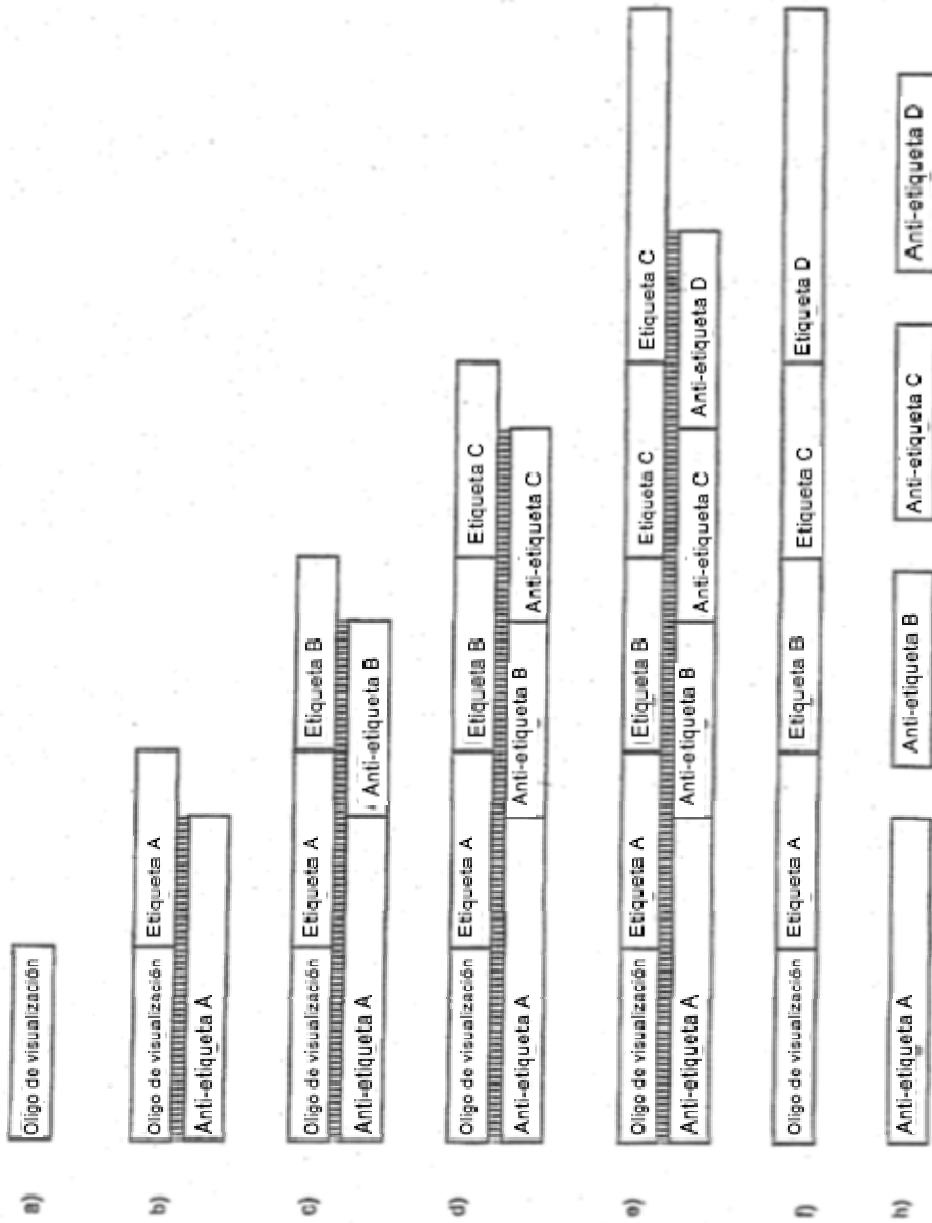 a)
Oligo de visualización
b)
Oligo de visualización Etiqueta A
Anti-etiqueta A
c)
Oligo de visualización Etiqueta A Etiqueta B
Anti-etiqueta A Anti-etiqueta B
d)
Oligo de visualización Etiqueta A Etiqueta B Etiqueta C
Anti-etiqueta A Anti-etiqueta B Anti-etiqueta C
e)
Oligo de visualización Etiqueta A Etiqueta B Etiqueta C Etiqueta C
Anti-etiqueta A Anti-etiqueta B Anti-etiqueta C Anti-etiqueta D
f)
Oligo de visualización Etiqueta A Etiqueta B Etiqueta C Etiqueta D
h)
Anti-etiqueta A Anti-etiqueta B Anti-etiqueta C Anti-etiqueta D